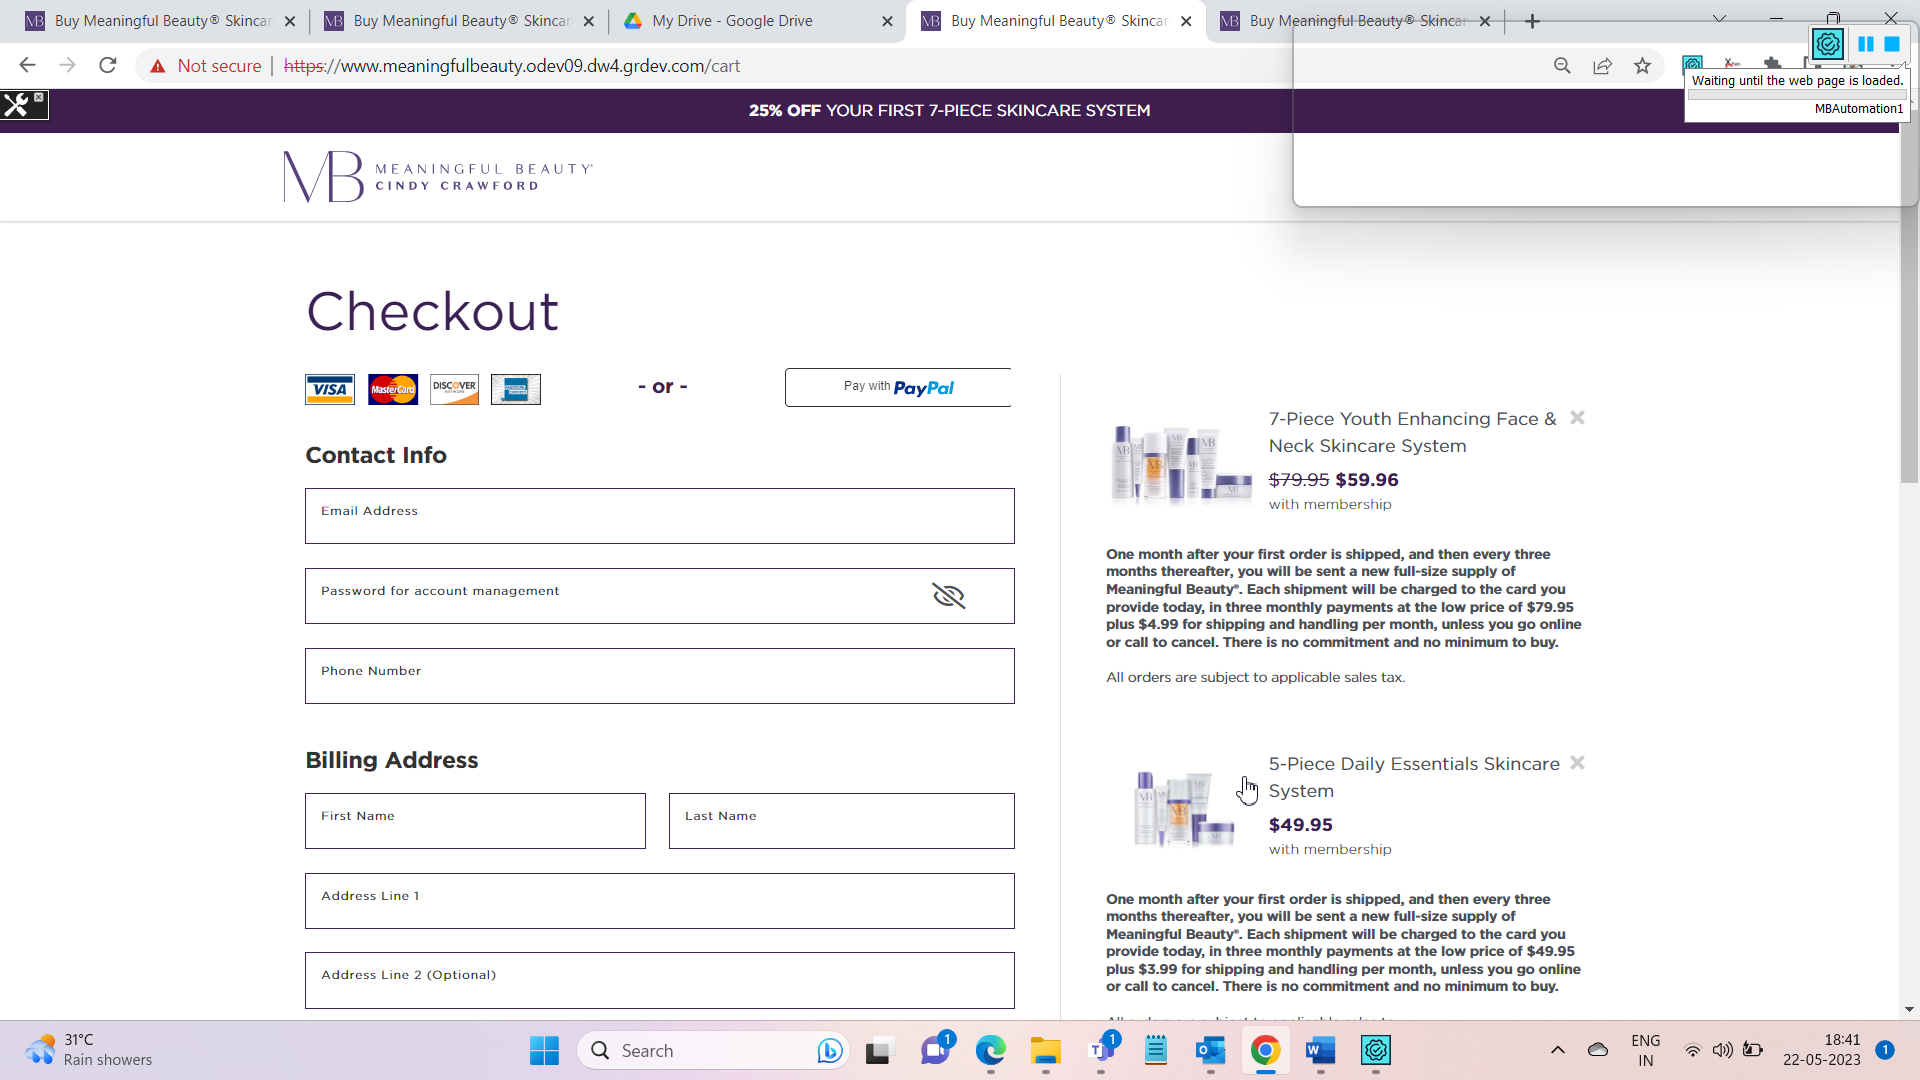 Buy Meaningful Beauty® Skincar
Buy Meaningful Beauty® Skincar
My Drive - Google Drive
Buy Meaningful Beauty® Skincar
Buy Meaningful Beauty® Skincar
Not secure
https://www.meaningfulbeauty.odev09.dw4.grdev.com/cart
Waiting until the web page is loaded.
MBAutomation1
25% OFF YOUR FIRST 7-PIECE SKINCARE SYSTEM
MB MEANINGFUL BEAUTY®
CINDY CRAWFORD
Checkout
VISA MasterCard DISCOVER NETWORK
- or -
Pay with PayPal
Contact Info
Email Address
Password for account management
Phone Number
Billing Address
First Name
Last Name
Address Line 1
Address Line 2 (Optional)
7-Piece Youth Enhancing Face &
Neck Skincare System
$79.95 $59.96
with membership
One month after your first order is shipped, and then every three
months thereafter, you will be sent a new full-size supply of
Meaningful Beauty®. Each shipment will be charged to the card you
provide today, in three monthly payments at the low price of $79.95
plus $4.99 for shipping and handling per month, unless you go online
or call to cancel. There is no commitment and no minimum to buy.
All orders are subject to applicable sales tax.
5-Piece Daily Essentials Skincare
System
$49.95
with membership
One month after your first order is shipped, and then every three
months thereafter, you will be sent a new full-size supply of
Meaningful Beauty®. Each shipment will be charged to the card you
provide today, in three monthly payments at the low price of $49.95
plus $3.99 for shipping and handling per month, unless you go online
or call to cancel. There is no commitment and no minimum to buy.
31°C
Rain showers
Search
1
1
ENG
IN
18:41
22-05-2023
1